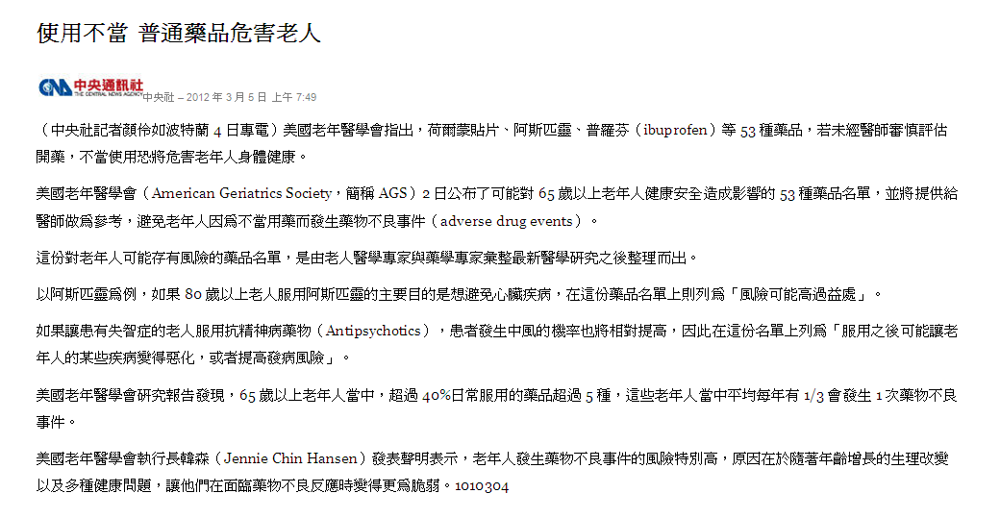 使用不當 普通藥品危害老人
CNA 中央通訊社
THE CENTRAL NEWS AGENCY
中央社 – 2012 年 3 月 5 日 上午 7:49
（中央社記者顏伶如波特蘭 4 日專電）美國老年醫學會指出，荷爾蒙貼片、阿斯匹靈、普羅芬（ibuprofen）等 53 種藥品，若未經醫師審慎評估
開藥，不當使用恐將危害老年人身體健康。
美國老年醫學會（American Geriatrics Society，簡稱 AGS）2 日公布了可能對 65 歲以上老年人健康安全造成影響的 53 種藥品名單，並將提供給
醫師做為參考，避免老年人因為不當用藥而發生藥物不良事件（adverse drug events）。
這份對老年人可能存有風險的藥品名單，是由老人醫學專家與藥學專家彙整最新醫學研究之後整理而出。
以阿斯匹靈為例，如果 80 歲以上老人服用阿斯匹靈的主要目的是想避免心臟疾病，在這份藥品名單上則列為「風險可能高過益處」。
如果讓患有失智症的老人服用抗精神病藥物（Antipsychotics），患者發生中風的機率也將相對提高，因此在這份名單上列為「服用之後可能讓老
年人的某些疾病變得惡化，或者提高發病風險」。
美國老年醫學會研究報告發現，65 歲以上老年人當中，超過 40%日常服用的藥品超過 5 種，這些老年人當中平均每年有 1/3 會發生 1 次藥物不良
事件。
美國老年醫學會執行長韓森（Jennie Chin Hansen）發表聲明表示，老年人發生藥物不良事件的風險特別高，原因在於隨著年齡增長的生理改變
以及多種健康問題，讓他們在面臨藥物不良反應時變得更為脆弱。1010304